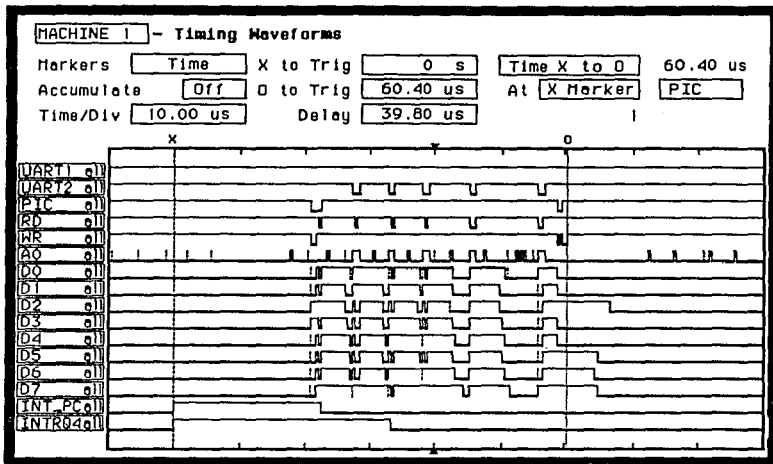 MACHINE 1 - Timing Waveforms
Markers Time X to Trig 0 s Time X to O 60.40 us
Accumulate Off O to Trig 60.40 us At X Marker PIC
Time/Div 10.00 us Delay 39.80 us
X O
UART1 all
UART2 all
PIC all
RD all
WR all
A0 all
D0 all
D1 all
D2 all
D3 all
D4 all
D5 all
D6 all
D7 all
INT_PC all
INTRQ4 all